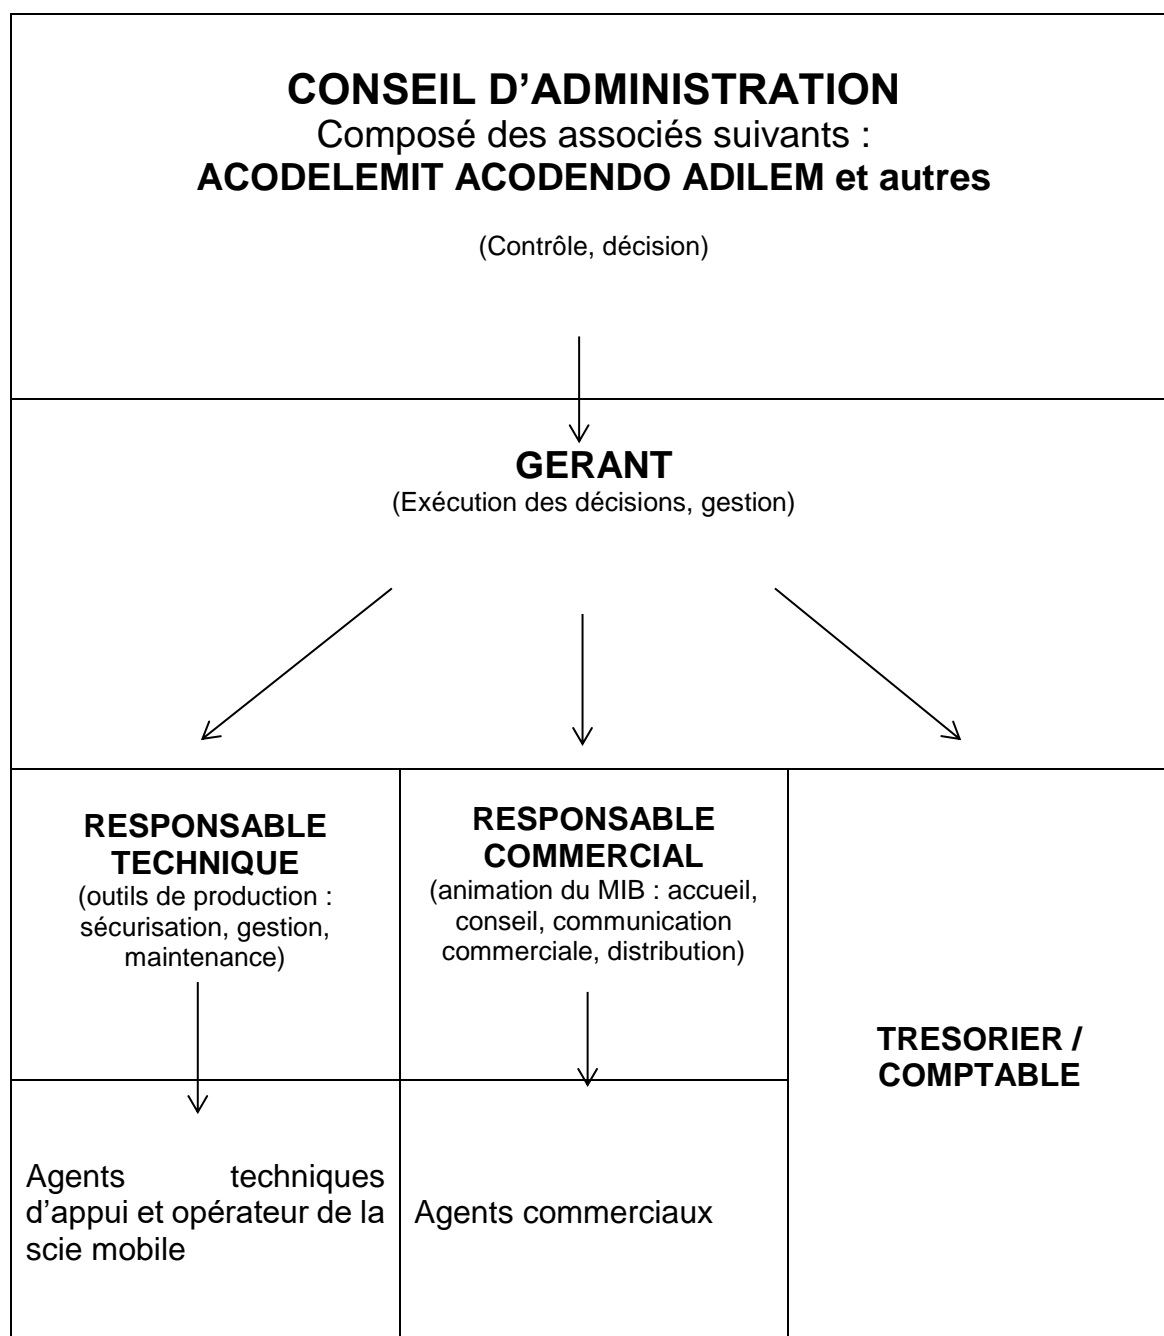 CONSEIL D’ADMINISTRATION
Composé des associés suivants :
ACODELEMIT ACODENDO ADILEM et autres
(Contrôle, décision)
GERANT
(Exécution des décisions, gestion)
RESPONSABLE
TECHNIQUE
(outils de production :
sécurisation, gestion,
maintenance)
RESPONSABLE
COMMERCIAL
(animation du MIB : accueil,
conseil, communication
commerciale, distribution)
TRESORIER /
COMPTABLE
Agents techniques
d’appui et opérateur de la
scie mobile
Agents commerciaux